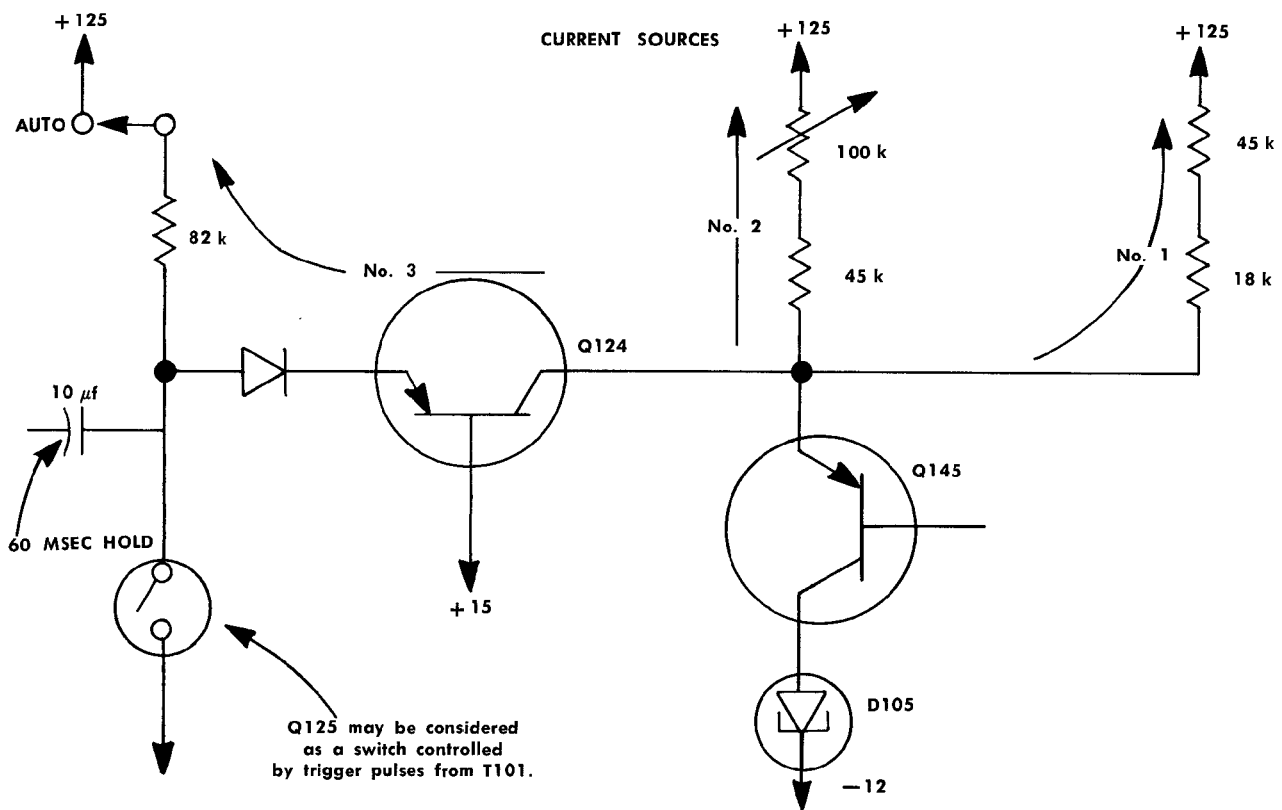 +125
CURRENT SOURCES
+125
+125
AUTO
100 k
45 k
82 k
No. 2
No. 3
No. 1
45 k
18 k
Q124
10 μf
Q145
60 MSEC HOLD
+15
D105
Q125 may be considered
as a switch controlled
by trigger pulses from T101.
−12